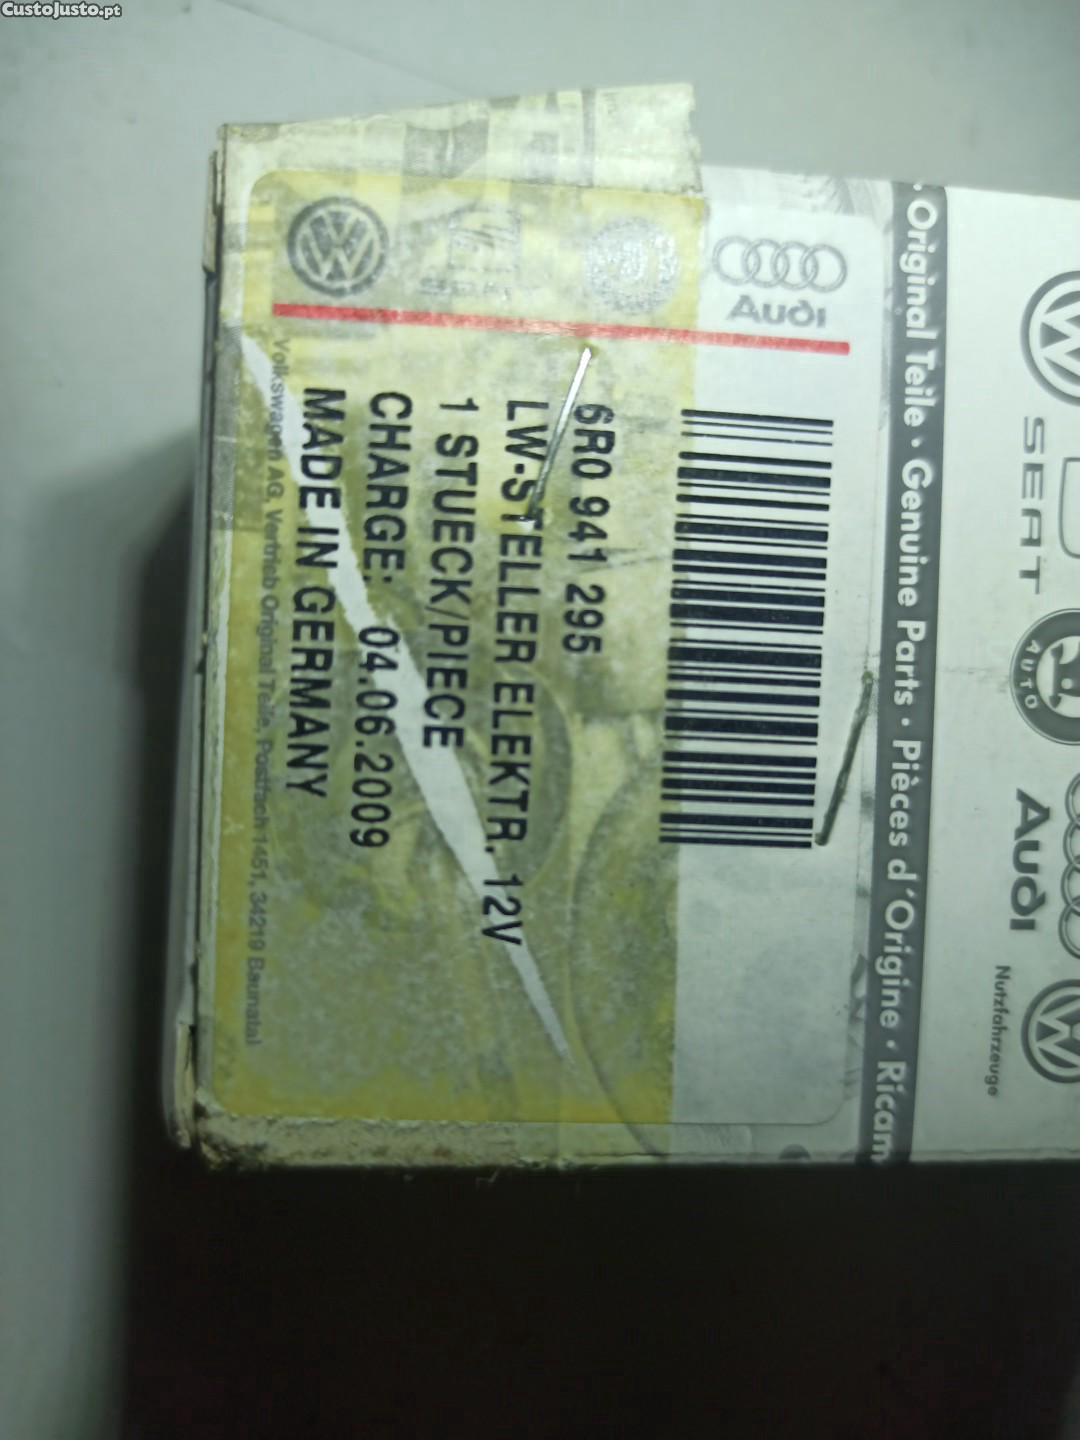 CustoJusto.pt
Audi
6R0 941 295
LW-STELLER ELEKTR. 12V
1 STUECK/PIECE
CHARGE: 04.06.2009
MADE IN GERMANY
Volkswagen AG, Vertrieb Original Teile, Postfach 1451, 34219 Baunatal
· Original Teile · Genuine Parts · Pièces d'Origine · Ricam
SEAT
AUTO
Audi
Nutzfahrzeuge